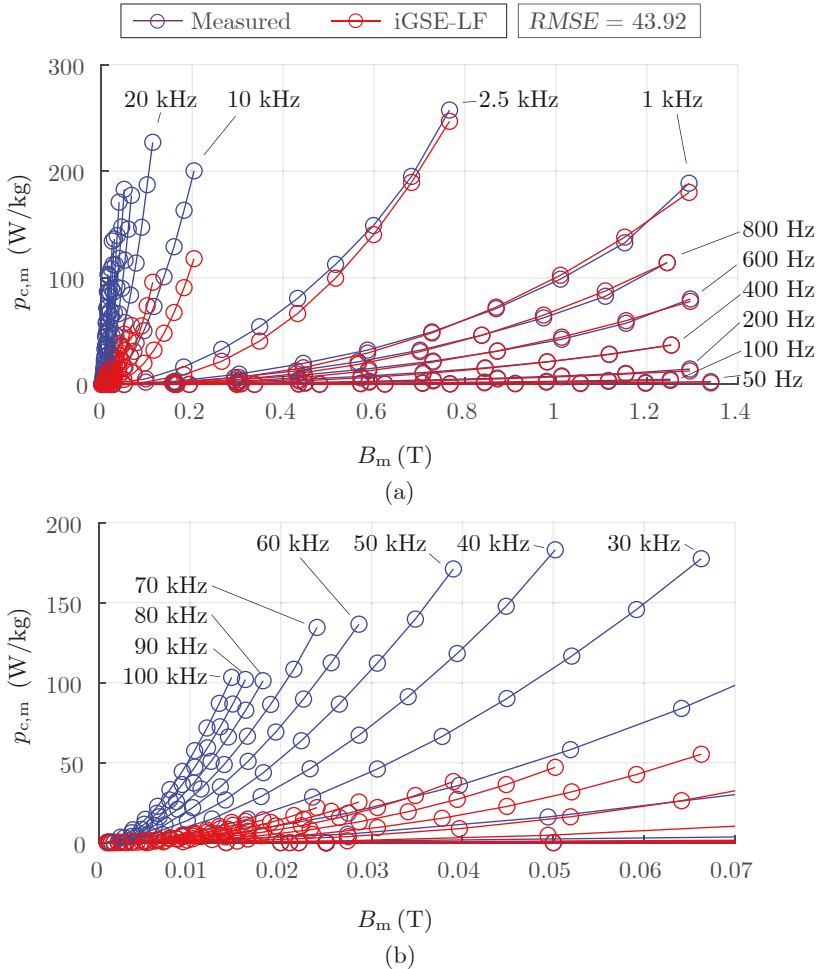 Measured iGSE-LF RMSE = 43.92
300
200
100
0
p_c,m (W/kg)
20 kHz
10 kHz
2.5 kHz
1 kHz
800 Hz
600 Hz
400 Hz
200 Hz
100 Hz
50 Hz
0 0.2 0.4 0.6 0.8 1 1.2 1.4
B_m (T)
(a)
200
150
100
50
0
p_c,m (W/kg)
60 kHz
50 kHz
40 kHz
30 kHz
70 kHz
80 kHz
90 kHz
100 kHz
0 0.01 0.02 0.03 0.04 0.05 0.06 0.07
B_m (T)
(b)